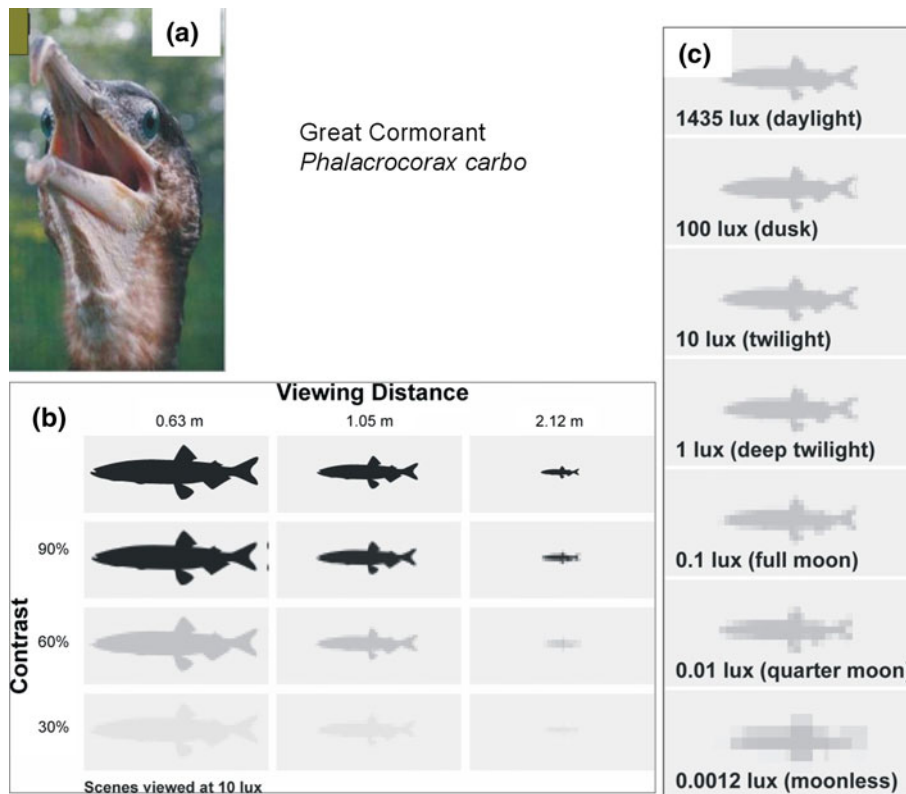 (a)
Great Cormorant
Phalacrocorax carbo
(b)
Viewing Distance
0.63 m 1.05 m 2.12 m
Contrast
90%
60%
30%
Scenes viewed at 10 lux
(c)
1435 lux (daylight)
100 lux (dusk)
10 lux (twilight)
1 lux (deep twilight)
0.1 lux (full moon)
0.01 lux (quarter moon
0.0012 lux (moonless)